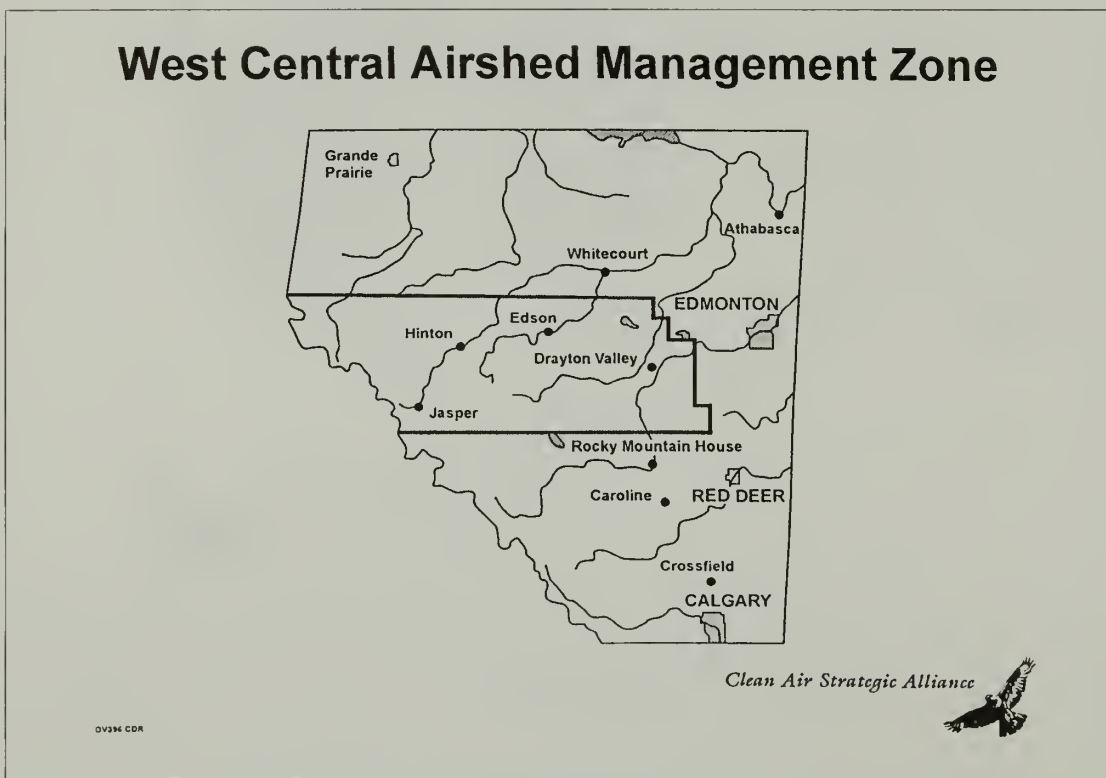 West Central Airshed Management Zone
Grande
Prairie
Athabasca
Whitecourt
EDMONTON
Edson
Hinton
Drayton Valley
Jasper
Rocky Mountain House
Caroline
RED DEER
Crossfield
CALGARY
Clean Air Strategic Alliance
OV396 CDR